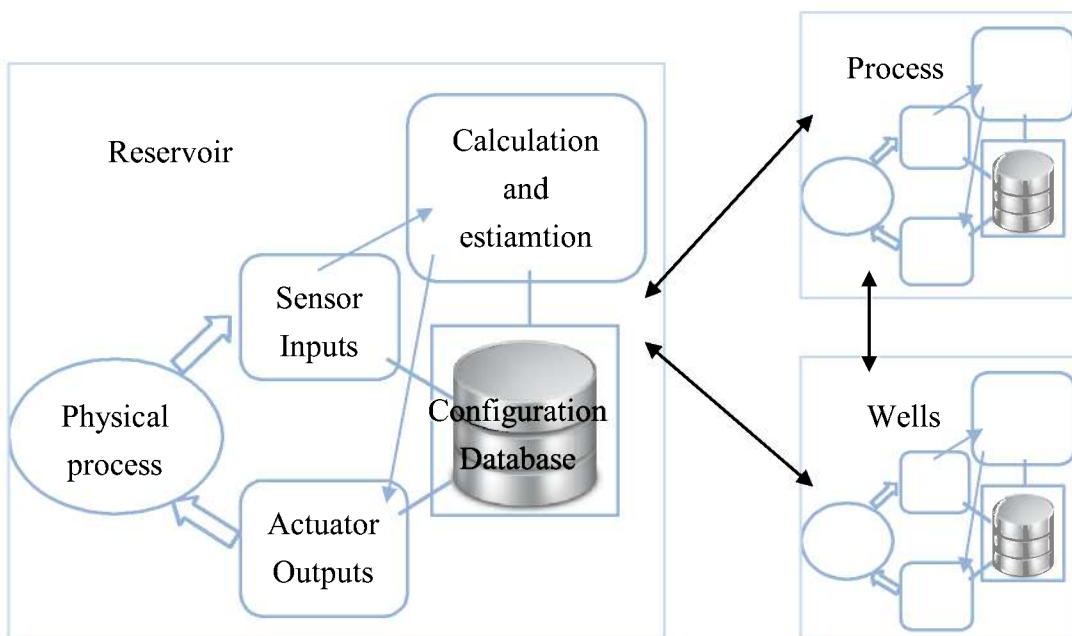 Reservoir
Calculation
and
estiamtion
Sensor
Inputs
Physical
process
Configuration
Database
Actuator
Outputs
Process
Wells